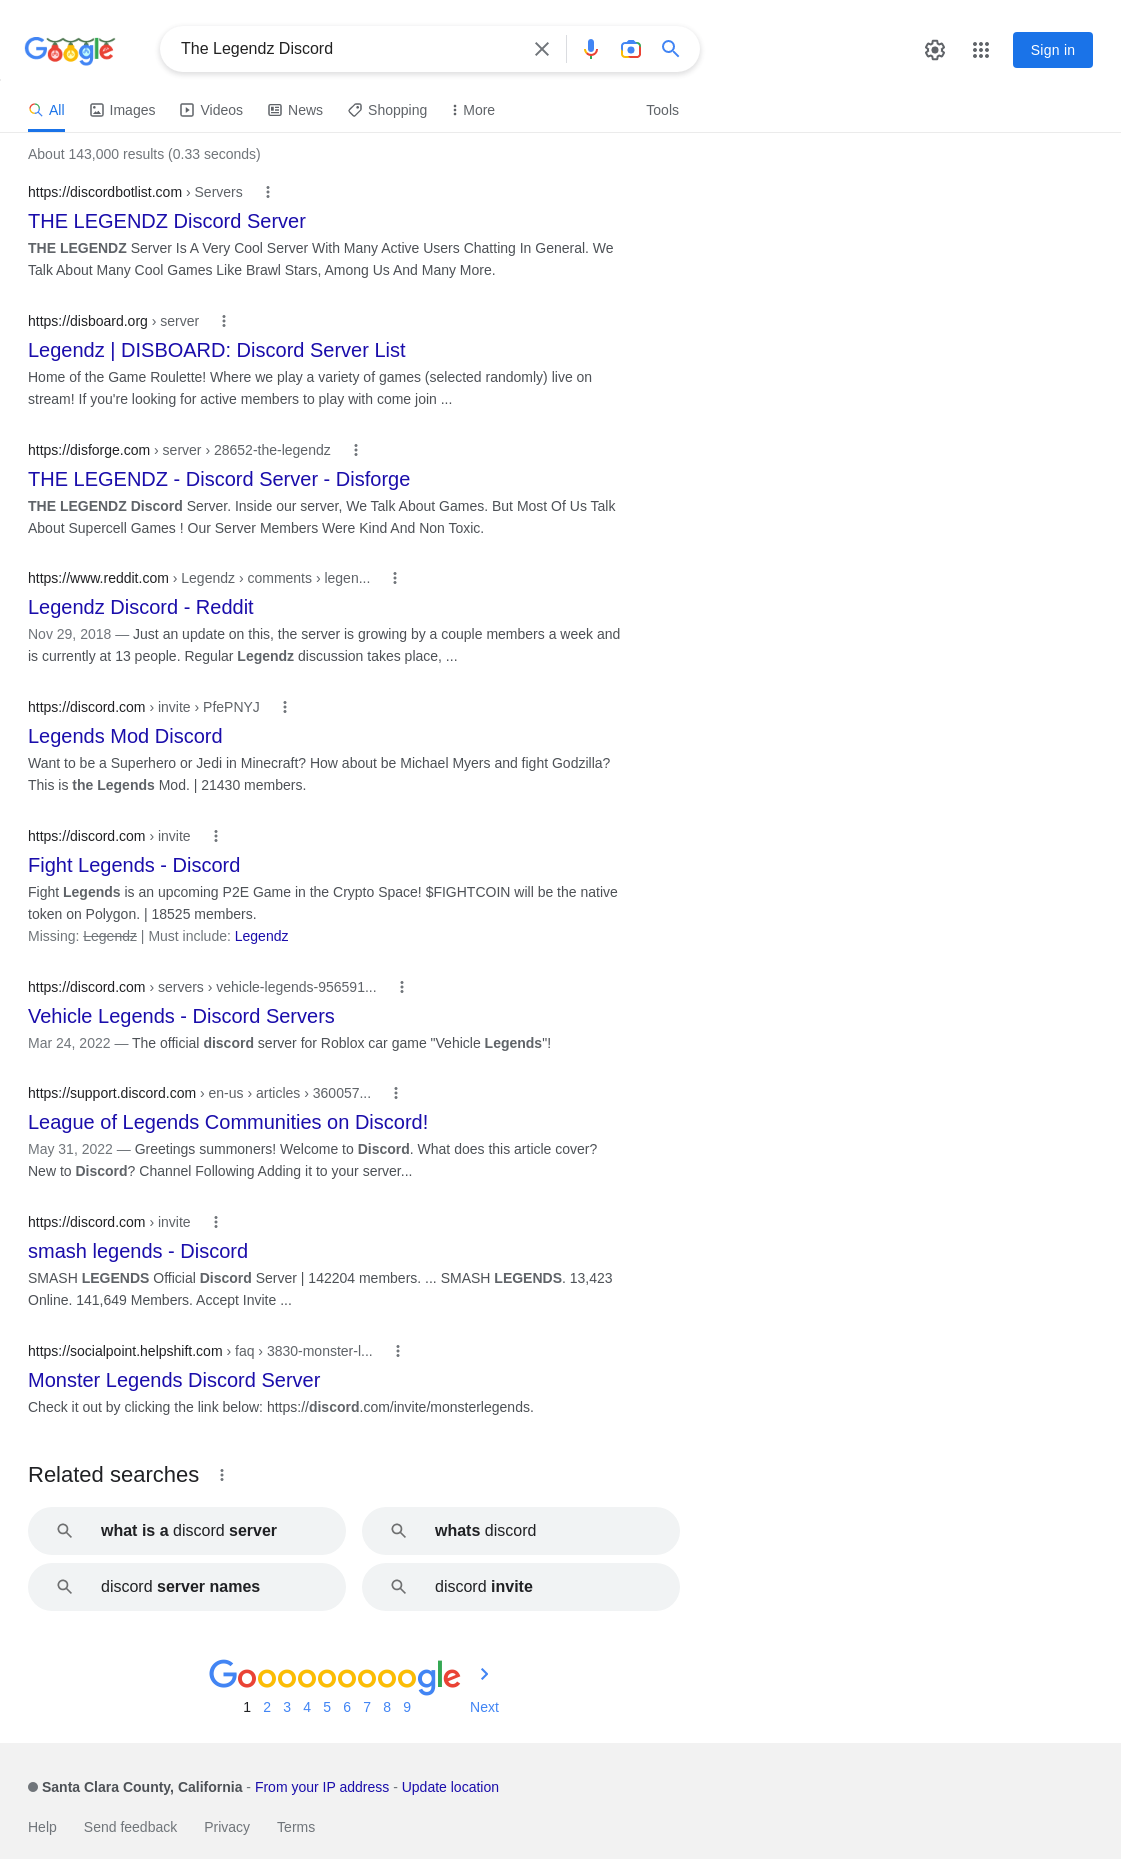 Google
The Legendz Discord
Sign in
All Images Videos News Shopping More Tools
About 143,000 results (0.33 seconds)
https://discordbotlist.com › Servers
THE LEGENDZ Discord Server
THE LEGENDZ Server Is A Very Cool Server With Many Active Users Chatting In General. We
Talk About Many Cool Games Like Brawl Stars, Among Us And Many More.
https://disboard.org › server
Legendz | DISBOARD: Discord Server List
Home of the Game Roulette! Where we play a variety of games (selected randomly) live on
stream! If you're looking for active members to play with come join ...
https://disforge.com › server › 28652-the-legendz
THE LEGENDZ - Discord Server - Disforge
THE LEGENDZ Discord Server. Inside our server, We Talk About Games. But Most Of Us Talk
About Supercell Games ! Our Server Members Were Kind And Non Toxic.
https://www.reddit.com › Legendz › comments › legen...
Legendz Discord - Reddit
Nov 29, 2018 — Just an update on this, the server is growing by a couple members a week and
is currently at 13 people. Regular Legendz discussion takes place, ...
https://discord.com › invite › PfePNYJ
Legends Mod Discord
Want to be a Superhero or Jedi in Minecraft? How about be Michael Myers and fight Godzilla?
This is the Legends Mod. | 21430 members.
https://discord.com › invite
Fight Legends - Discord
Fight Legends is an upcoming P2E Game in the Crypto Space! $FIGHTCOIN will be the native
token on Polygon. | 18525 members.
Missing: Legendz | Must include: Legendz
https://discord.com › servers › vehicle-legends-956591...
Vehicle Legends - Discord Servers
Mar 24, 2022 — The official discord server for Roblox car game "Vehicle Legends"!
https://support.discord.com › en-us › articles › 360057...
League of Legends Communities on Discord!
May 31, 2022 — Greetings summoners! Welcome to Discord. What does this article cover?
New to Discord? Channel Following Adding it to your server...
https://discord.com › invite
smash legends - Discord
SMASH LEGENDS Official Discord Server | 142204 members. ... SMASH LEGENDS. 13,423
Online. 141,649 Members. Accept Invite ...
https://socialpoint.helpshift.com › faq › 3830-monster-l...
Monster Legends Discord Server
Check it out by clicking the link below: https://discord.com/invite/monsterlegends.
Related searches
what is a discord server
whats discord
discord server names
discord invite
Gooooooooogle
1 2 3 4 5 6 7 8 9 Next
Santa Clara County, California - From your IP address - Update location
Help Send feedback Privacy Terms